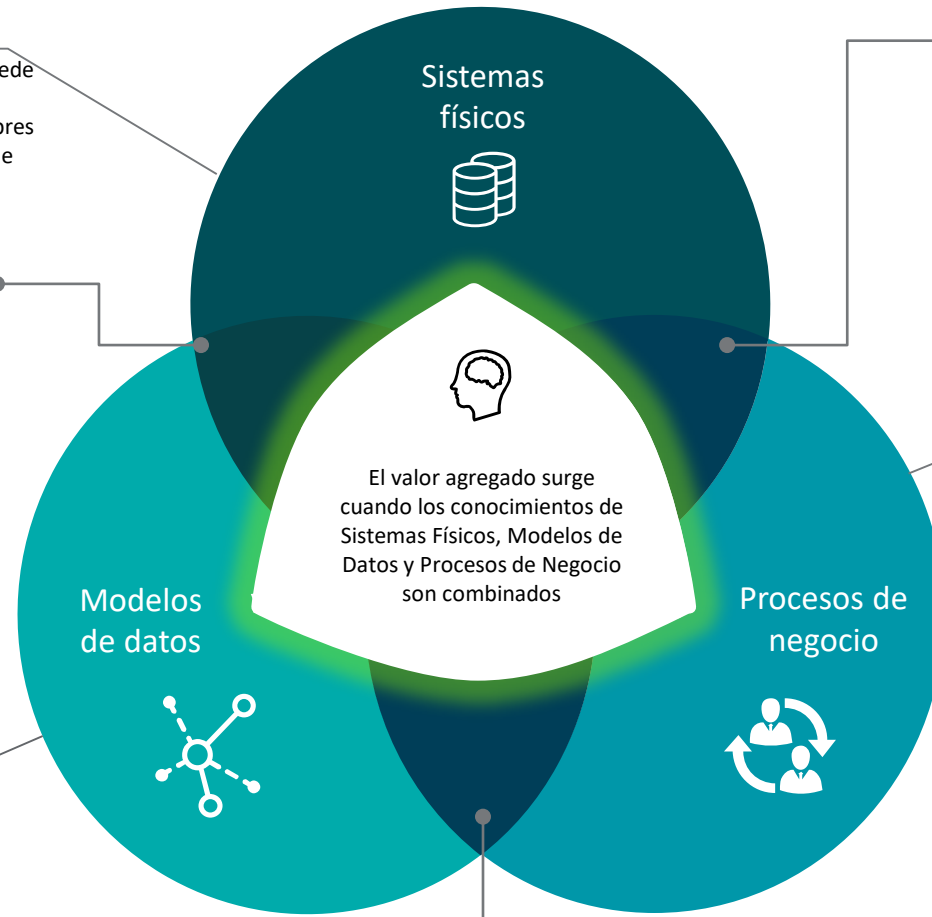 Sistemas
físicos
El valor agregado surge
cuando los conocimientos de
Sistemas Físicos, Modelos de
Datos y Procesos de Negocio
son combinados
Modelos
de datos
Procesos de
negocio